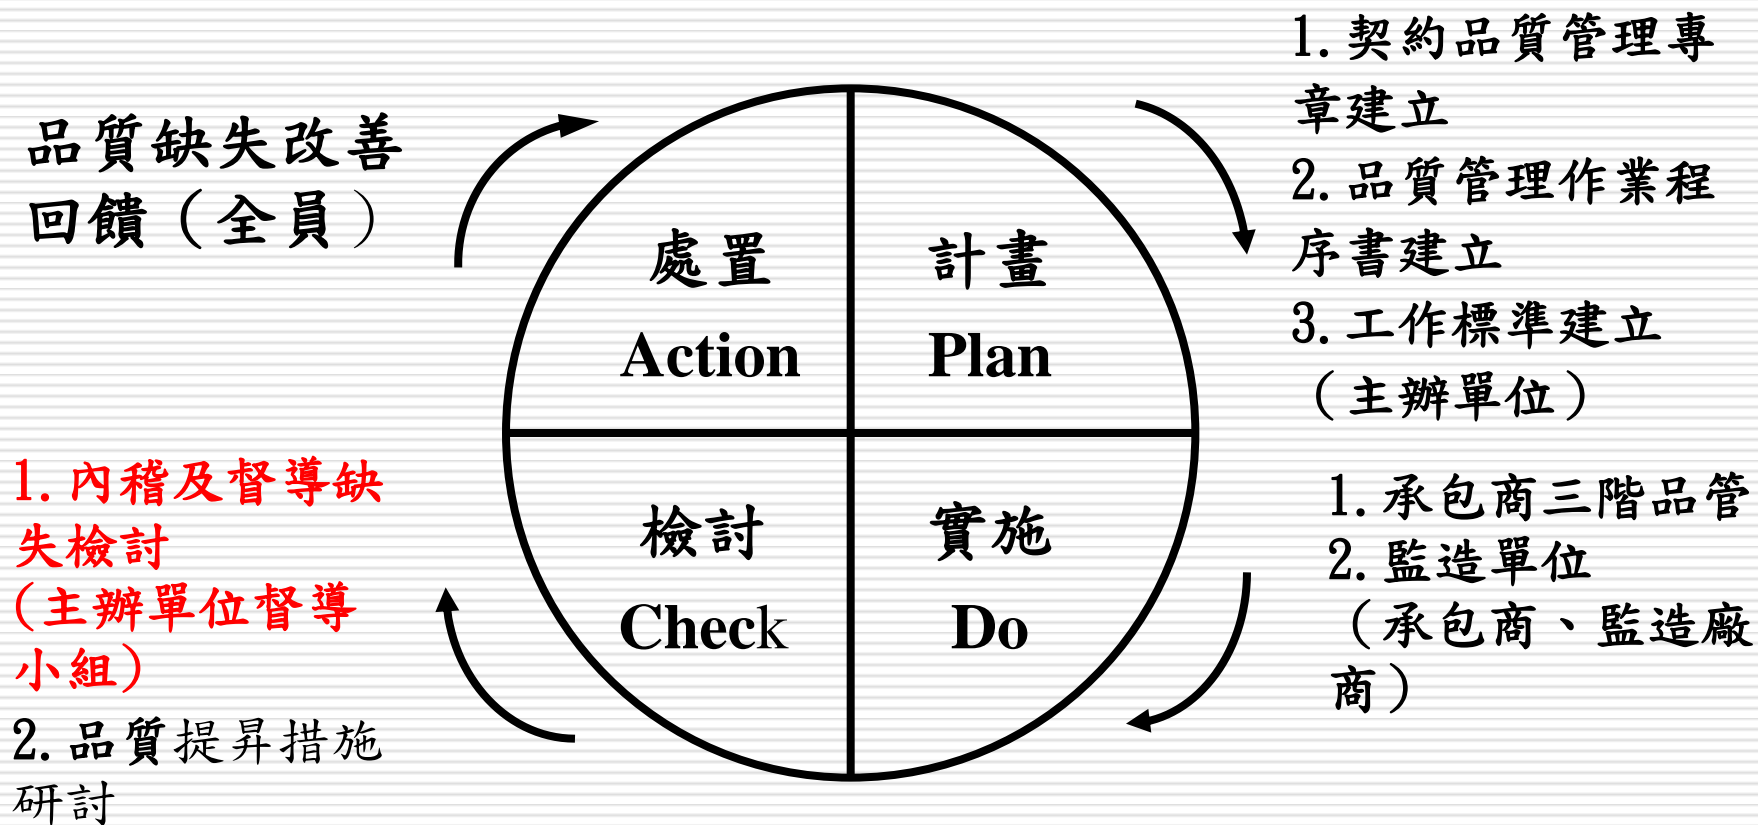 品質缺失改善
回饋（全員）
處置
Action
計畫
Plan
1.契約品質管理專
章建立
2.品質管理作業程
序書建立
3.工作標準建立
（主辦單位）
1.內稽及督導缺
失檢討
(主辦單位督導
小組)
2.品質提昇措施
研討
檢討
Check
實施
Do
1.承包商三階品管
2.監造單位
（承包商、監造廠
商）